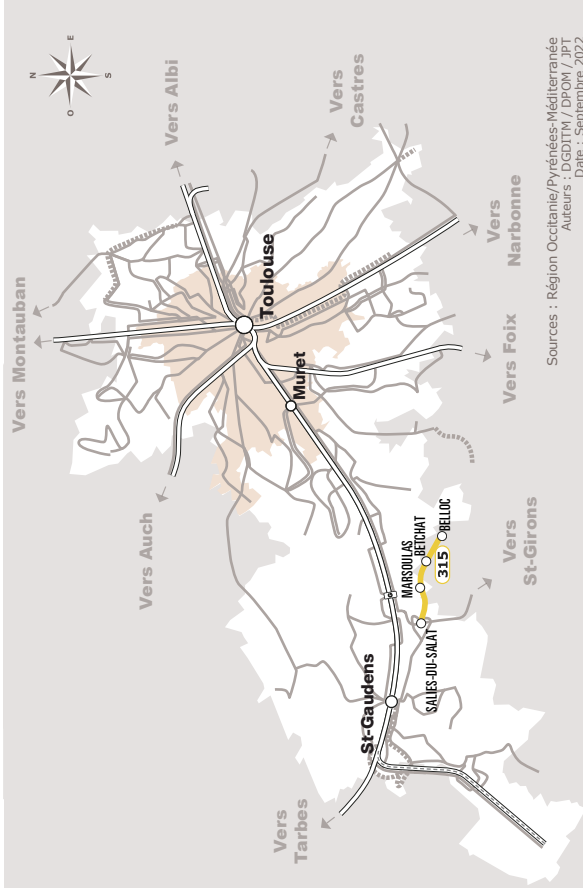 N
E
O
S
Vers Albi
Vers
Castres
Vers Montauban
Toulouse
Vers
Narbonne
Muret
Vers Foix
Vers Auch
MARSOULAS
BETCHAT
BELLOC
315
Vers
St-Girons
SALIES-DU-SALAT
St-Gaudens
Vers
Tarbes
Sources : Région Occitanie/Pyrénées-Méditerranée
Auteurs : DGDITM / DPOM / JPT
Date : Septembre 2022